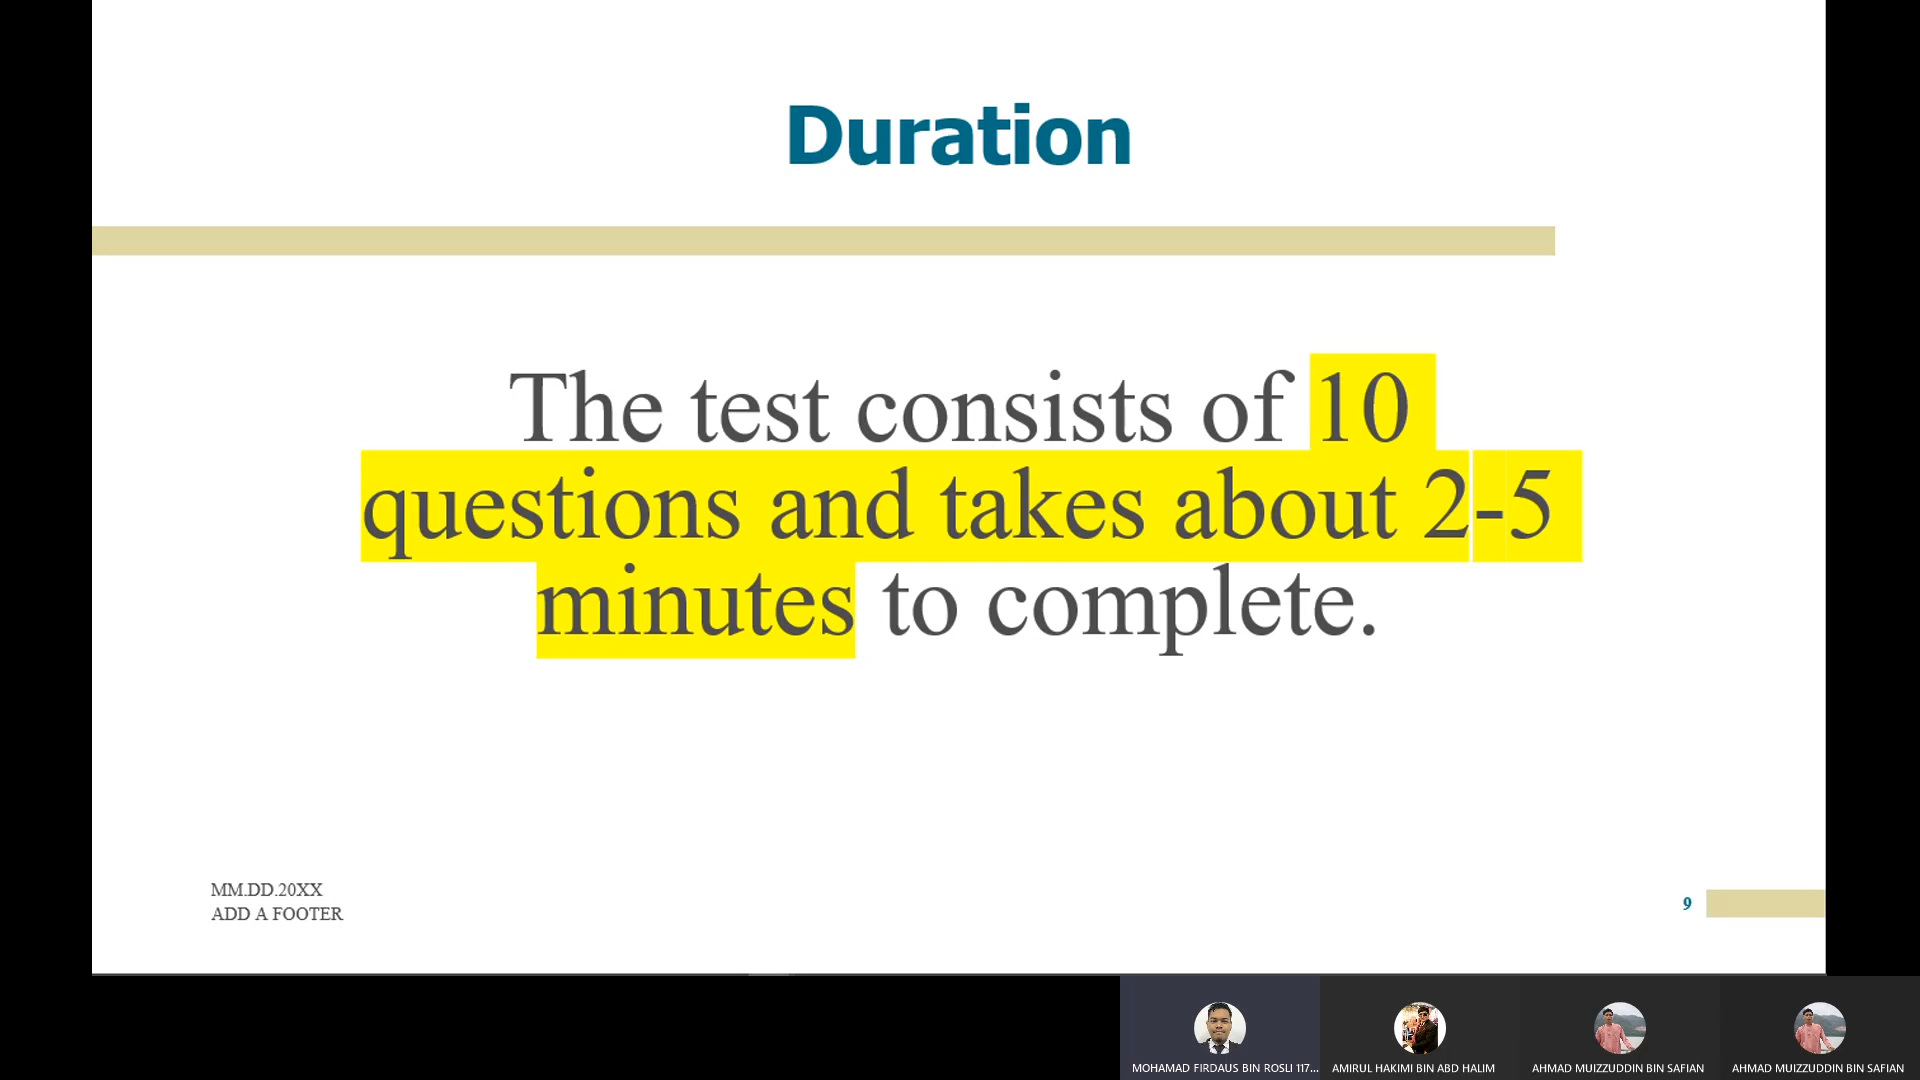 Duration
The test consists of 10
questions and takes about 2-5
minutes to complete.
MM.DD.20XX
ADD A FOOTER
9
MOHAMAD FIRDAUS BIN ROSLI 117...
AMIRUL HAKIMI BIN ABD HALIM
AHMAD MUIZZUDDIN BIN SAFIAN
AHMAD MUIZZUDDIN BIN SAFIAN